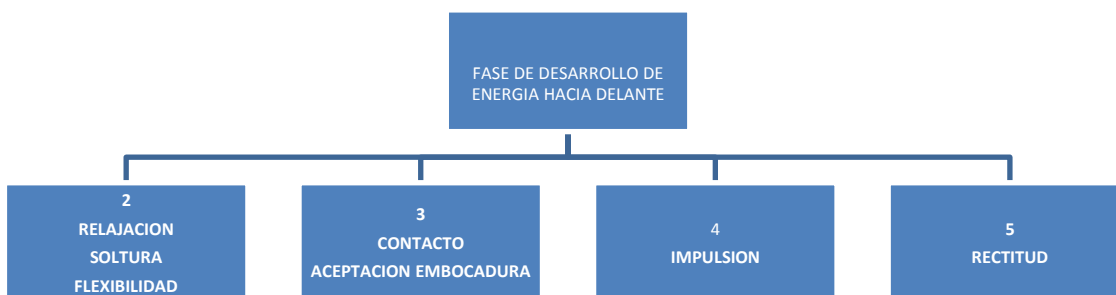 FASE DE DESARROLLO DE
ENERGIA HACIA DELANTE
2
RELAJACION
SOLTURA
FLEXIBILIDAD
3
CONTACTO
ACEPTACION EMBOCADURA
4
IMPULSION
5
RECTITUD